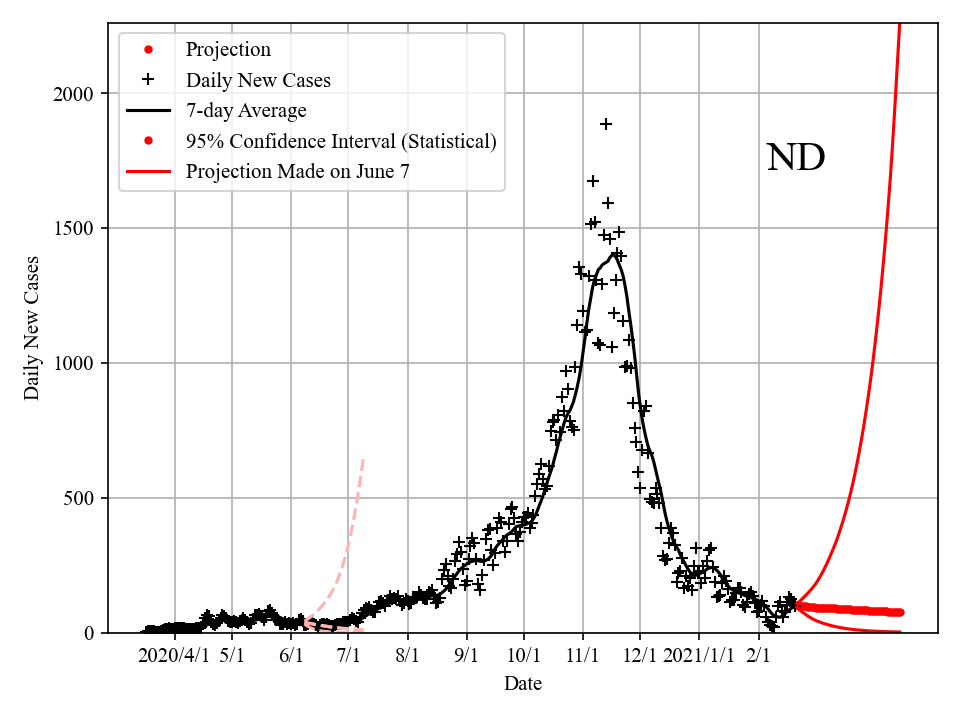 Projection
Daily New Cases
7-day Average
95% Confidence Interval (Statistical)
Projection Made on June 7
ND
2000
1500
1000
500
0
Daily New Cases
2020/4/1 5/1 6/1 7/1 8/1 9/1 10/1 11/1 12/1 2021/1/1 2/1
Date